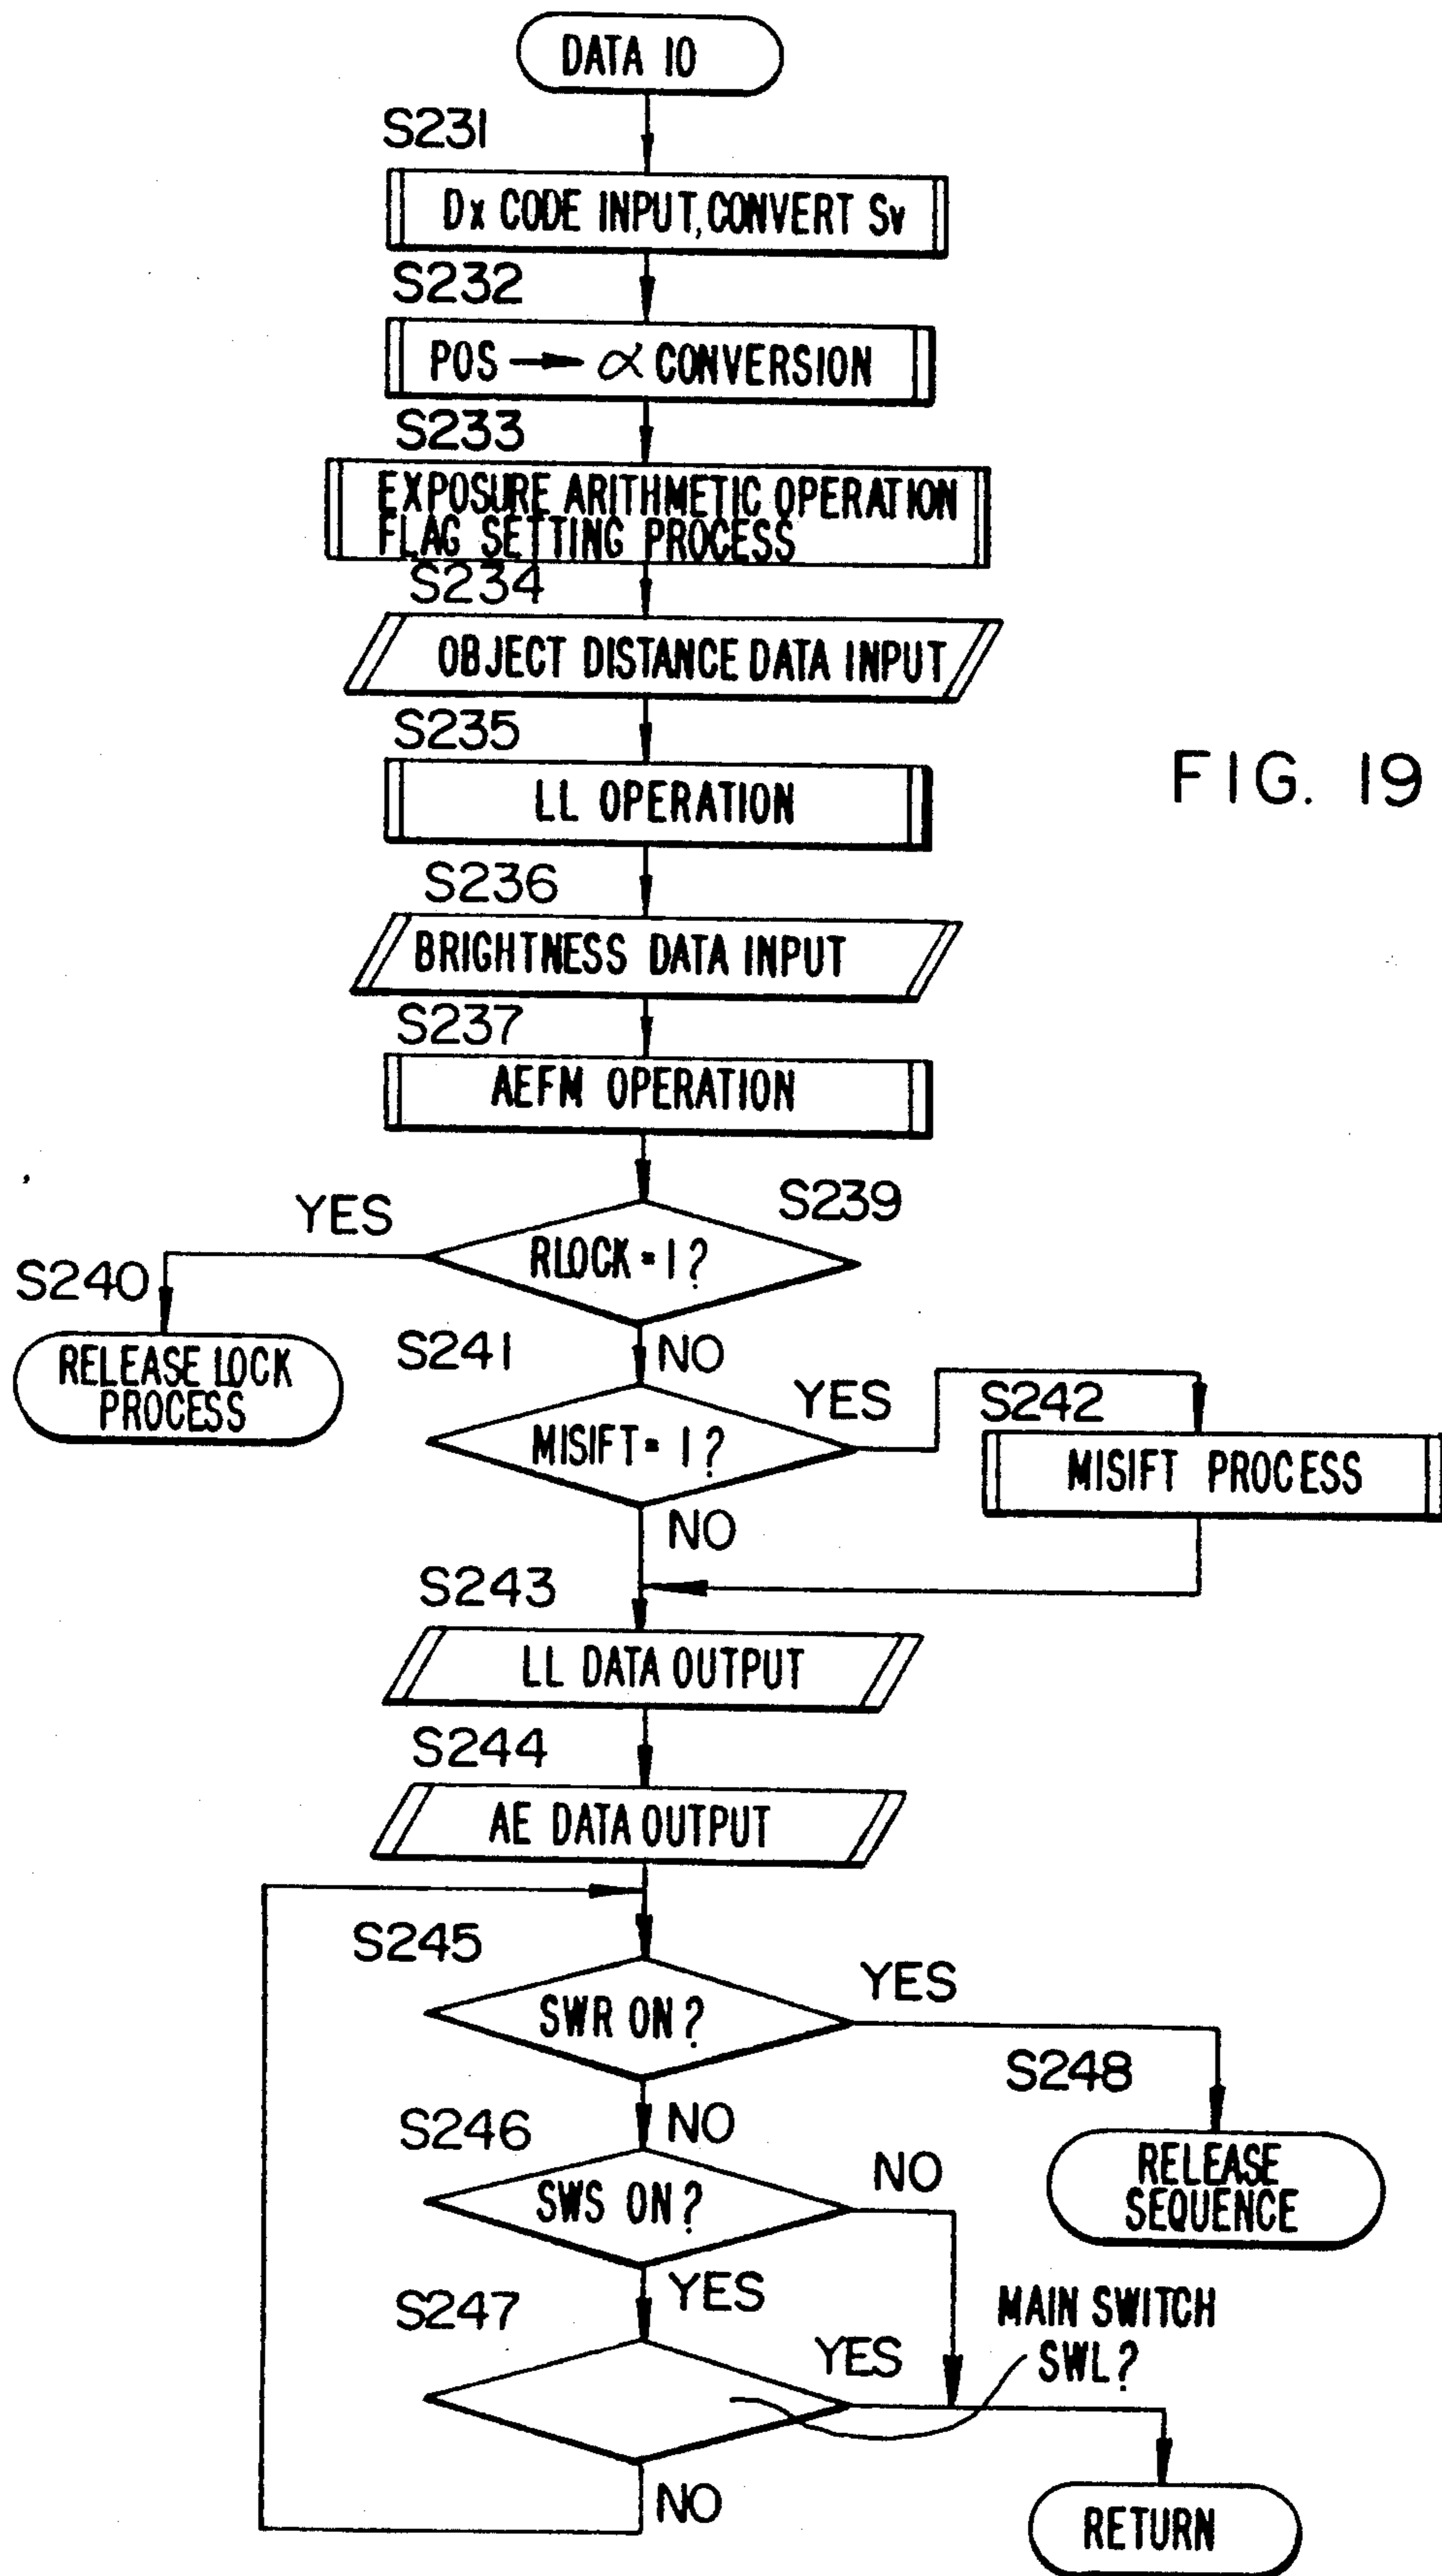 DATA IO
S231
Dx CODE INPUT, CONVERT Sv
S232
POS → α CONVERSION
S233
EXPOSURE ARITHMETIC OPERATION
FLAG SETTING PROCESS
S234
OBJECT DISTANCE DATA INPUT
S235
LL OPERATION
FIG. 19
S236
BRIGHTNESS DATA INPUT
S237
AEFM OPERATION
S239
YES
RLOCK = 1 ?
S240
RELEASE LOCK
PROCESS
NO
S241
MISIFT = 1 ?
YES
S242
MISIFT PROCESS
NO
S243
LL DATA OUTPUT
S244
AE DATA OUTPUT
S245
SWR ON ?
YES
S248
RELEASE
SEQUENCE
NO
S246
SWS ON ?
NO
YES
S247
YES
MAIN SWITCH
SWL ?
NO
RETURN